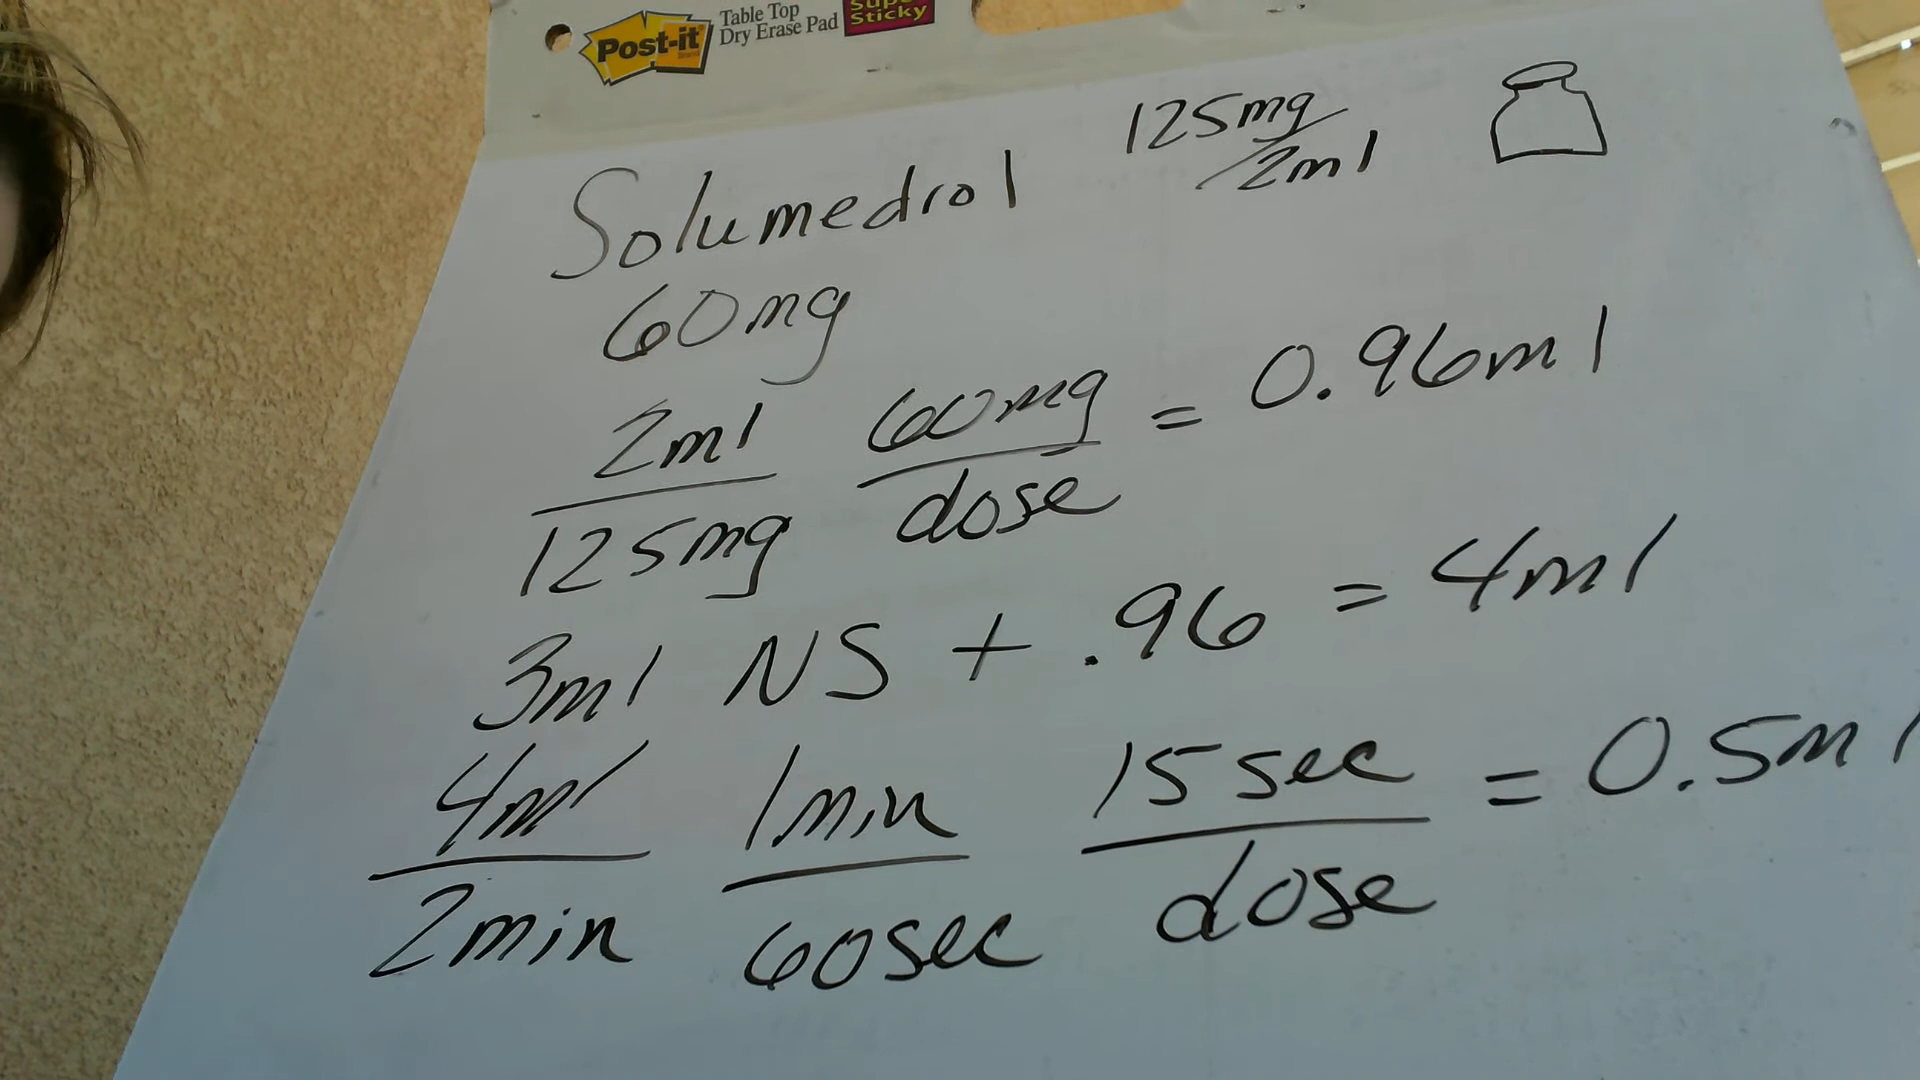 Post-it
Table Top
Dry Erase Pad
Super
Sticky
Solumedrol 125mg/2ml
60mg
2ml/125mg 60mg/dose = 0.96ml
3ml NS + .96 = 4ml
4ml/2min 1min/60sec 15sec/dose = 0.5ml